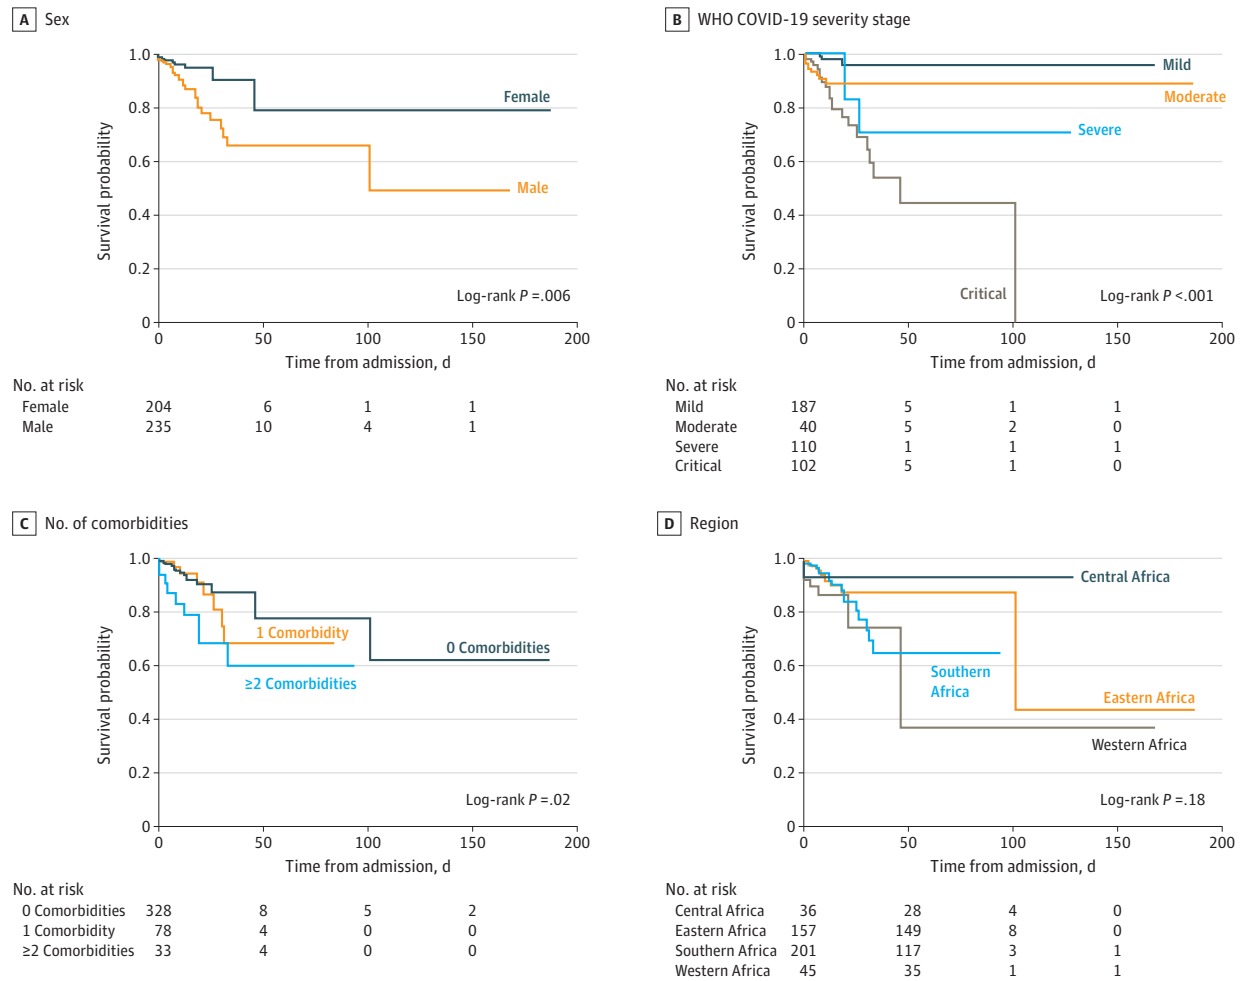 A Sex
1.0
0.8
0.6
0.4
0.2
0
Survival probability
Female
Male
Log-rank P =.006
0 50 100 150 200
Time from admission, d
No. at risk
Female 204 6 1 1
Male 235 10 4 1
B WHO COVID-19 severity stage
1.0
0.8
0.6
0.4
0.2
0
Survival probability
Mild
Moderate
Severe
Critical
Log-rank P <.001
0 50 100 150 200
Time from admission, d
No. at risk
Mild 187 5 1 1
Moderate 40 5 2 0
Severe 110 1 1 1
Critical 102 5 1 0
C No. of comorbidities
1.0
0.8
0.6
0.4
0.2
0
Survival probability
1 Comorbidity
0 Comorbidities
≥2 Comorbidities
Log-rank P =.02
0 50 100 150 200
Time from admission, d
No. at risk
0 Comorbidities 328 8 5 2
1 Comorbidity 78 4 0 0
≥2 Comorbidities 33 4 0 0
D Region
1.0
0.8
0.6
0.4
0.2
0
Survival probability
Central Africa
Southern
Africa
Eastern Africa
Western Africa
Log-rank P =.18
0 50 100 150 200
Time from admission, d
No. at risk
Central Africa 36 28 4 0
Eastern Africa 157 149 8 0
Southern Africa 201 117 3 1
Western Africa 45 35 1 1